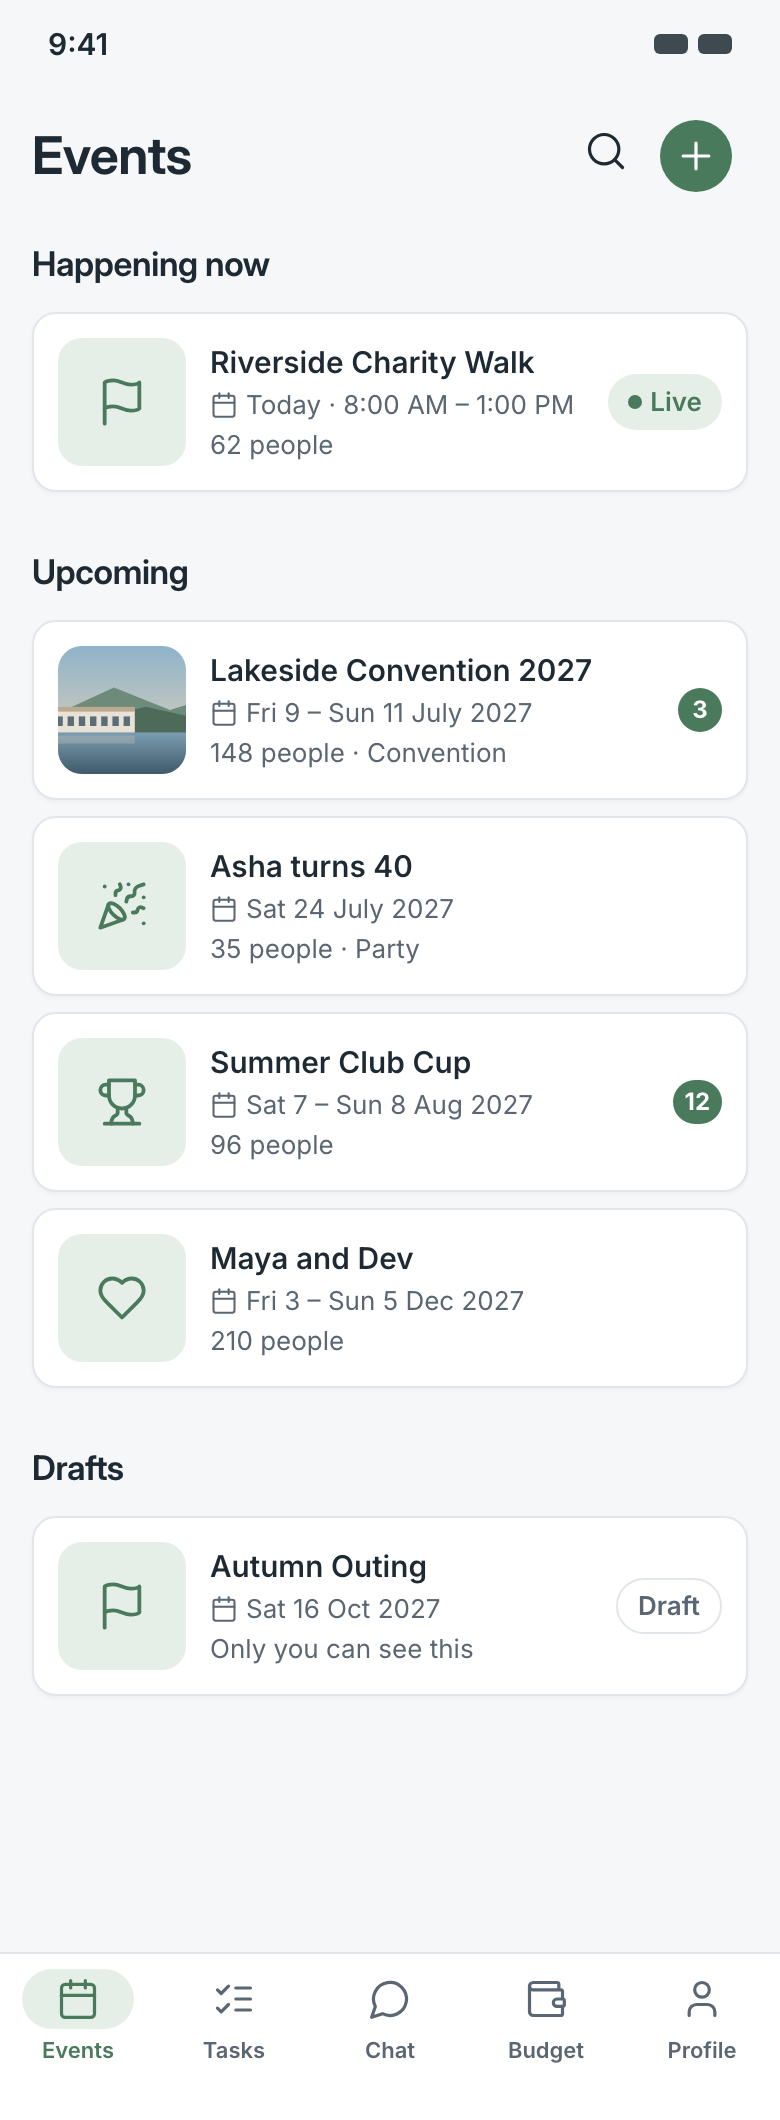 9:41
Events
Happening now
Riverside Charity Walk
Today · 8:00 AM – 1:00 PM
62 people
Live
Upcoming
Lakeside Convention 2027
Fri 9 – Sun 11 July 2027
148 people · Convention
3
Asha turns 40
Sat 24 July 2027
35 people · Party
Summer Club Cup
Sat 7 – Sun 8 Aug 2027
96 people
12
Maya and Dev
Fri 3 – Sun 5 Dec 2027
210 people
Drafts
Autumn Outing
Sat 16 Oct 2027
Only you can see this
Draft
Events
Tasks
Chat
Budget
Profile